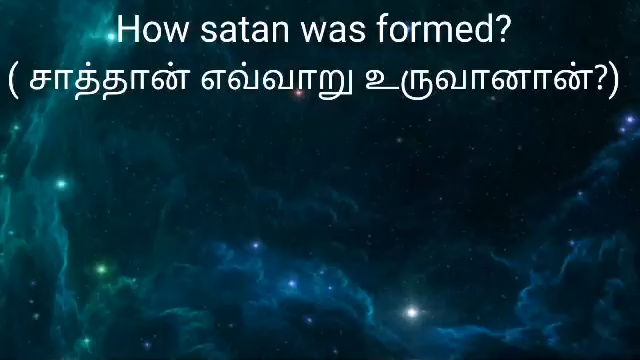 How satan was formed?
( சாத்தான் எவ்வாறு உருவானான்?)